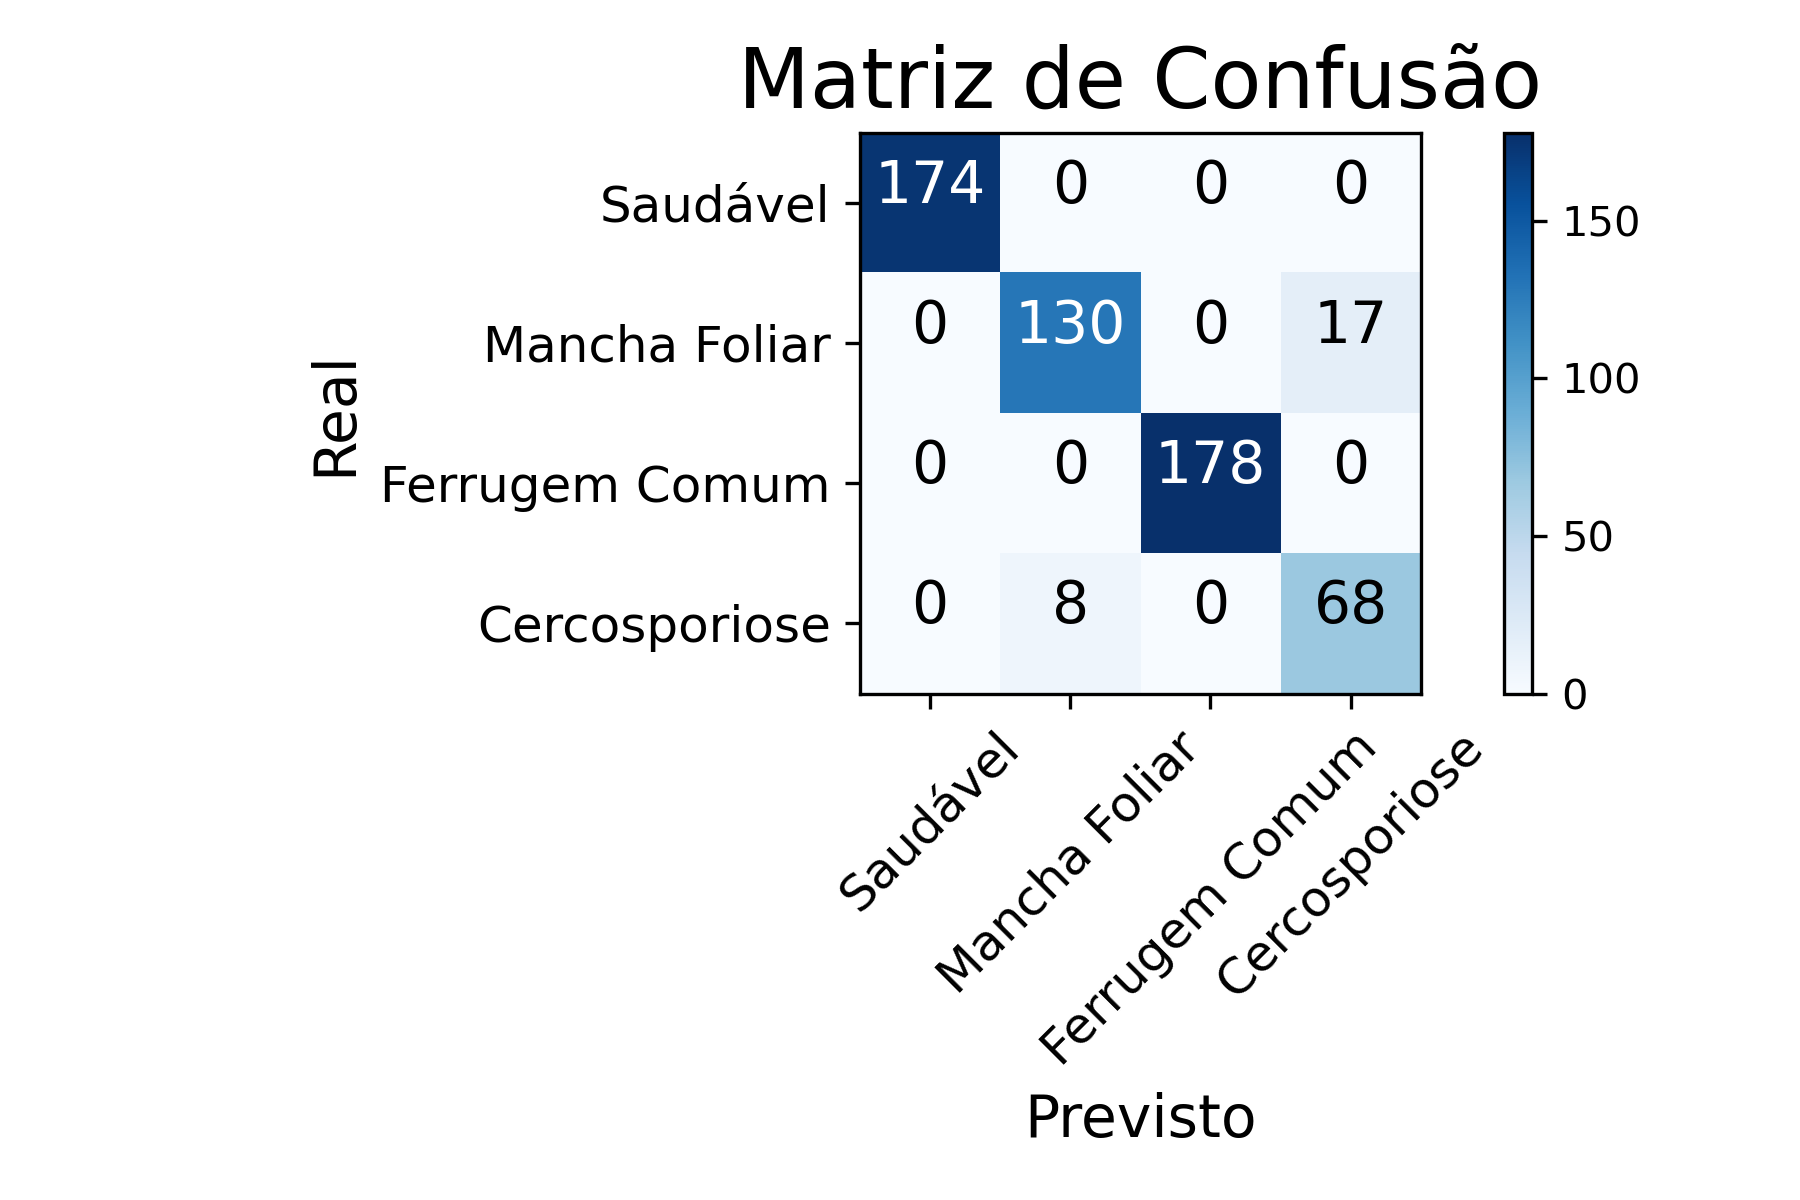 Matriz de Confusão
Real
Saudável 174 0 0 0
Mancha Foliar 0 130 0 17
Ferrugem Comum 0 0 178 0
Cercosporiose 0 8 0 68
150
100
50
0
Saudável
Mancha Foliar
Ferrugem Comum
Cercosporiose
Previsto